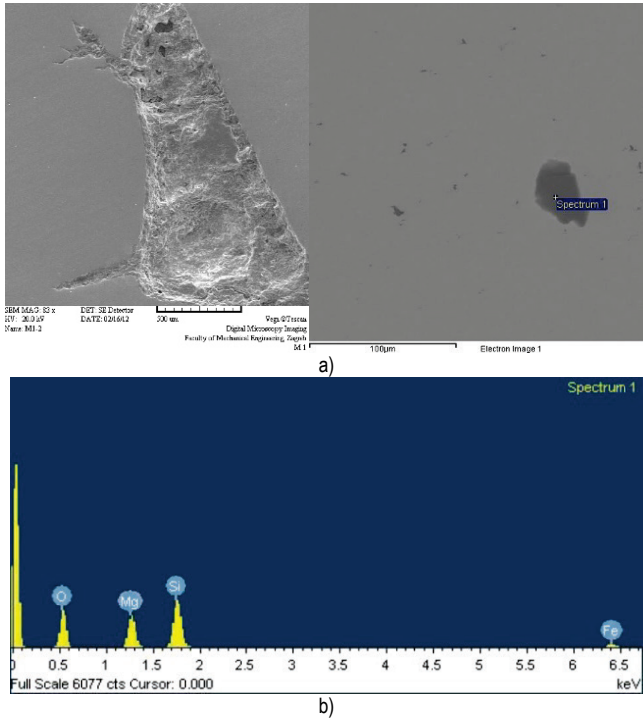 SEM MAG: 83 x DET: SE Detector
HV: 20.0 kV DATZ: 02/16/12 500 um Vega @Tescan
Name: M1-2 Digital Microscopy Imaging
Faculty of Mechanical Engineering, Zagreb
M 1
Spectrum 1
100µm Electron Image 1
a)
Spectrum 1
O Mg Si Fe
0 0.5 1 1.5 2 2.5 3 3.5 4 4.5 5 5.5 6 6.5
Full Scale 6077 cts Cursor: 0.000 keV
b)